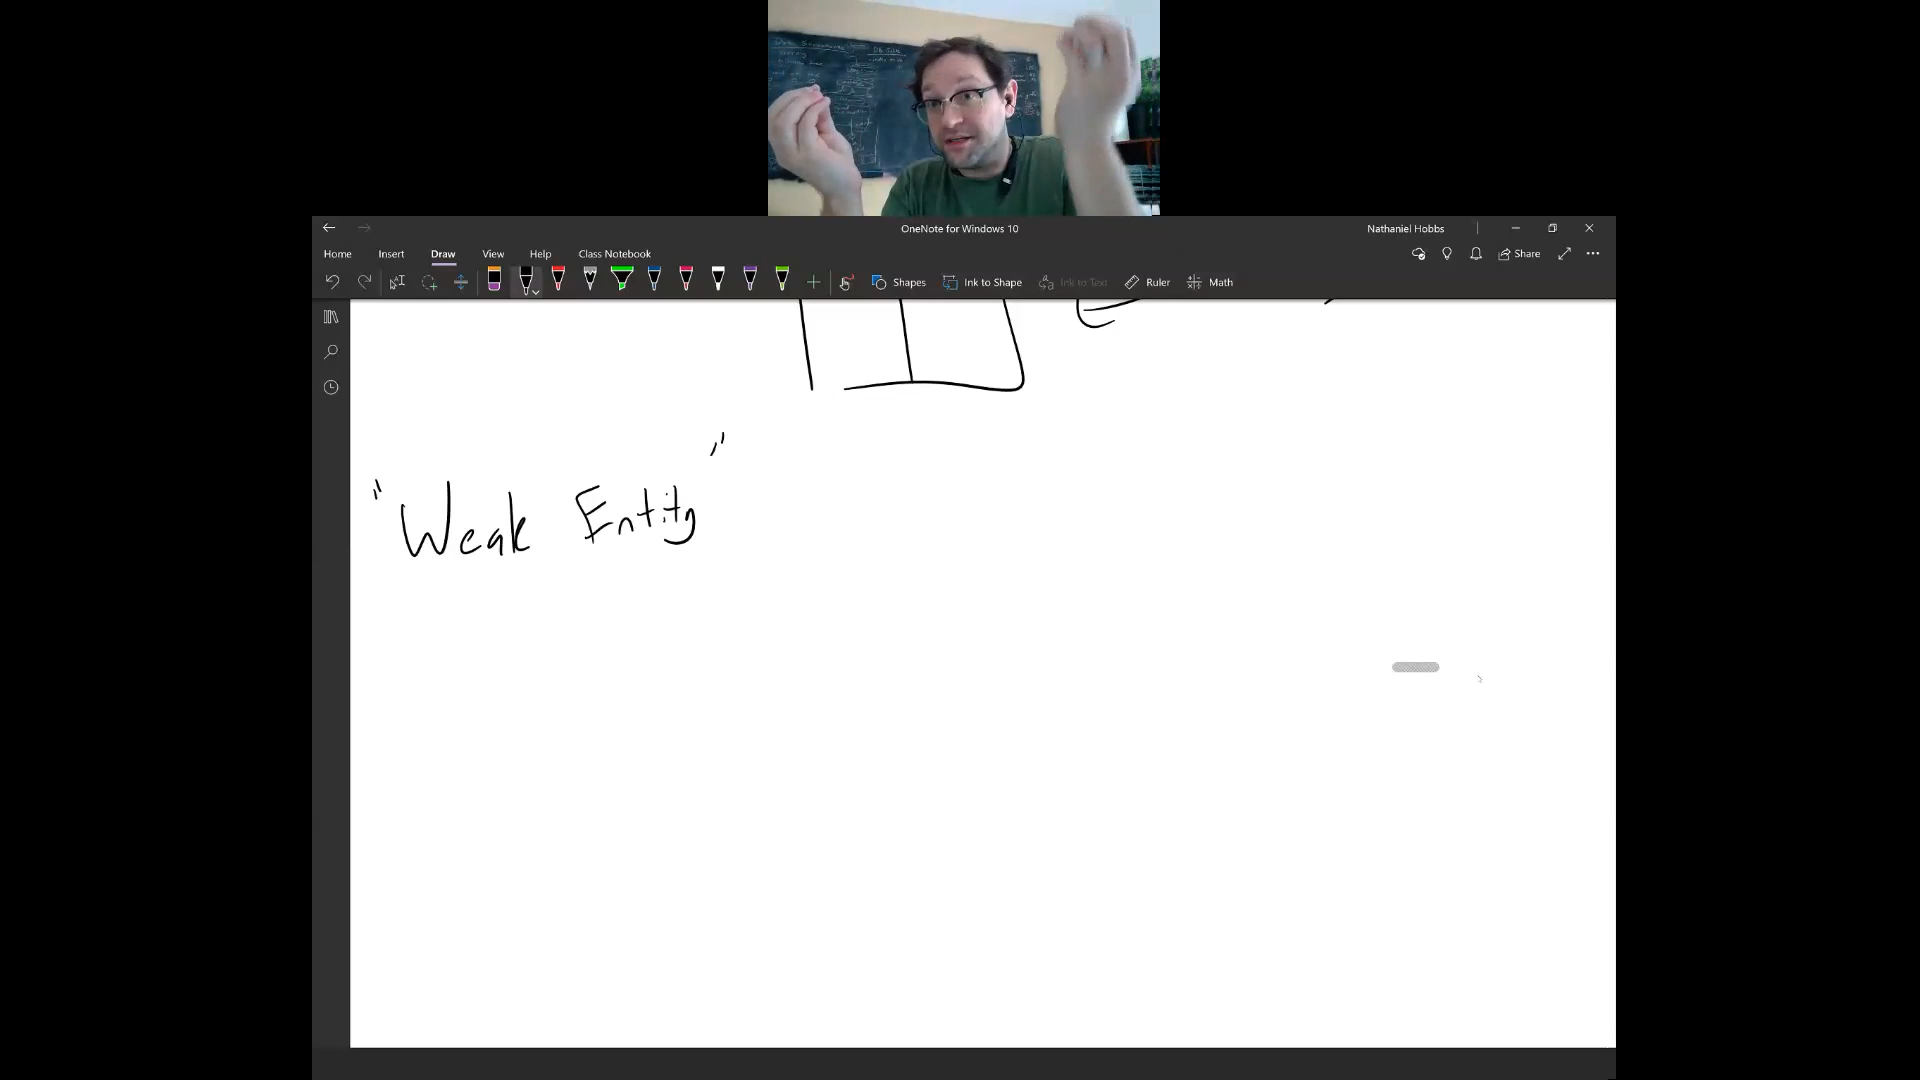 OneNote for Windows 10
Nathaniel Hobbs
Home Insert Draw View Help Class Notebook
Share
Shapes Ink to Shape Ink to Text Ruler Math
"Weak Entity"